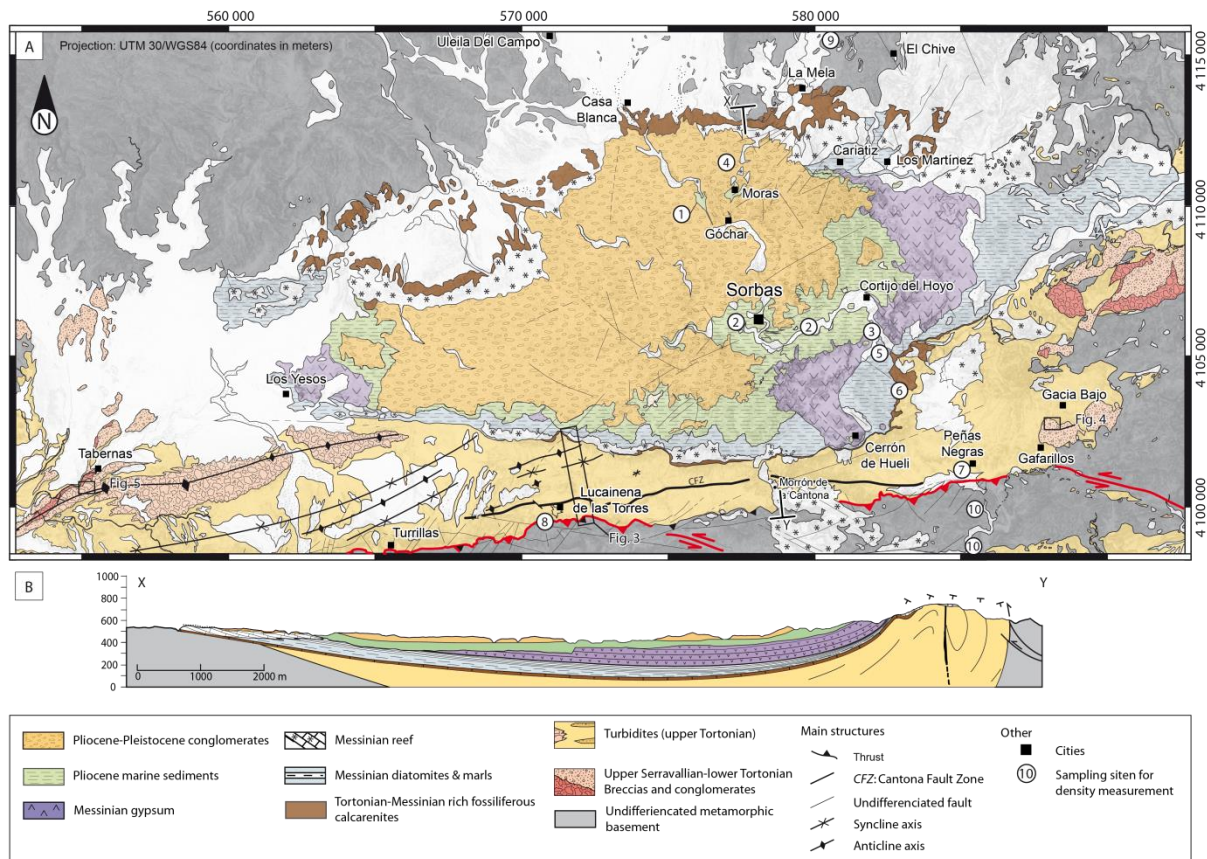 560 000
570 000
580 000
A
Projection: UTM 30/WGS84 (coordinates in meters)
Uleila Del Campo
9
El Chive
4 115 000
La Mela
N
Casa
Blanca
X
Cariatiz
Los Martínez
4
Moras
1
Góchar
4 110 000
Sorbas
Cortijo del Hoyo
2
2
3
5
4 105 000
Los Yesos
6
Gacia Bajo
Fig. 4
Tabernas
Fig. 5
Cerrón
de Hueli
Peñas
Negras
Gafarillos
7
CFZ
Morrón de
la Cantona
Lucainena
de las Torres
8
Y
10
4 100 000
Turrillas
Fig. 3
10
B
X
Y
1000
800
600
400
200
0
0
1000
2000 m
Pliocene-Pleistocene conglomerates
Pliocene marine sediments
Messinian gypsum
Messinian reef
Messinian diatomites & marls
Tortonian-Messinian rich fossiliferous
calcarenites
Turbidites (upper Tortonian)
Upper Serravallian-lower Tortonian
Breccias and conglomerates
Undifferienciated metamorphic
basement
Main structures
Thrust
CFZ: Cantona Fault Zone
Undifferenciated fault
Syncline axis
Anticline axis
Other
Cities
10
Sampling siten for
density measurement